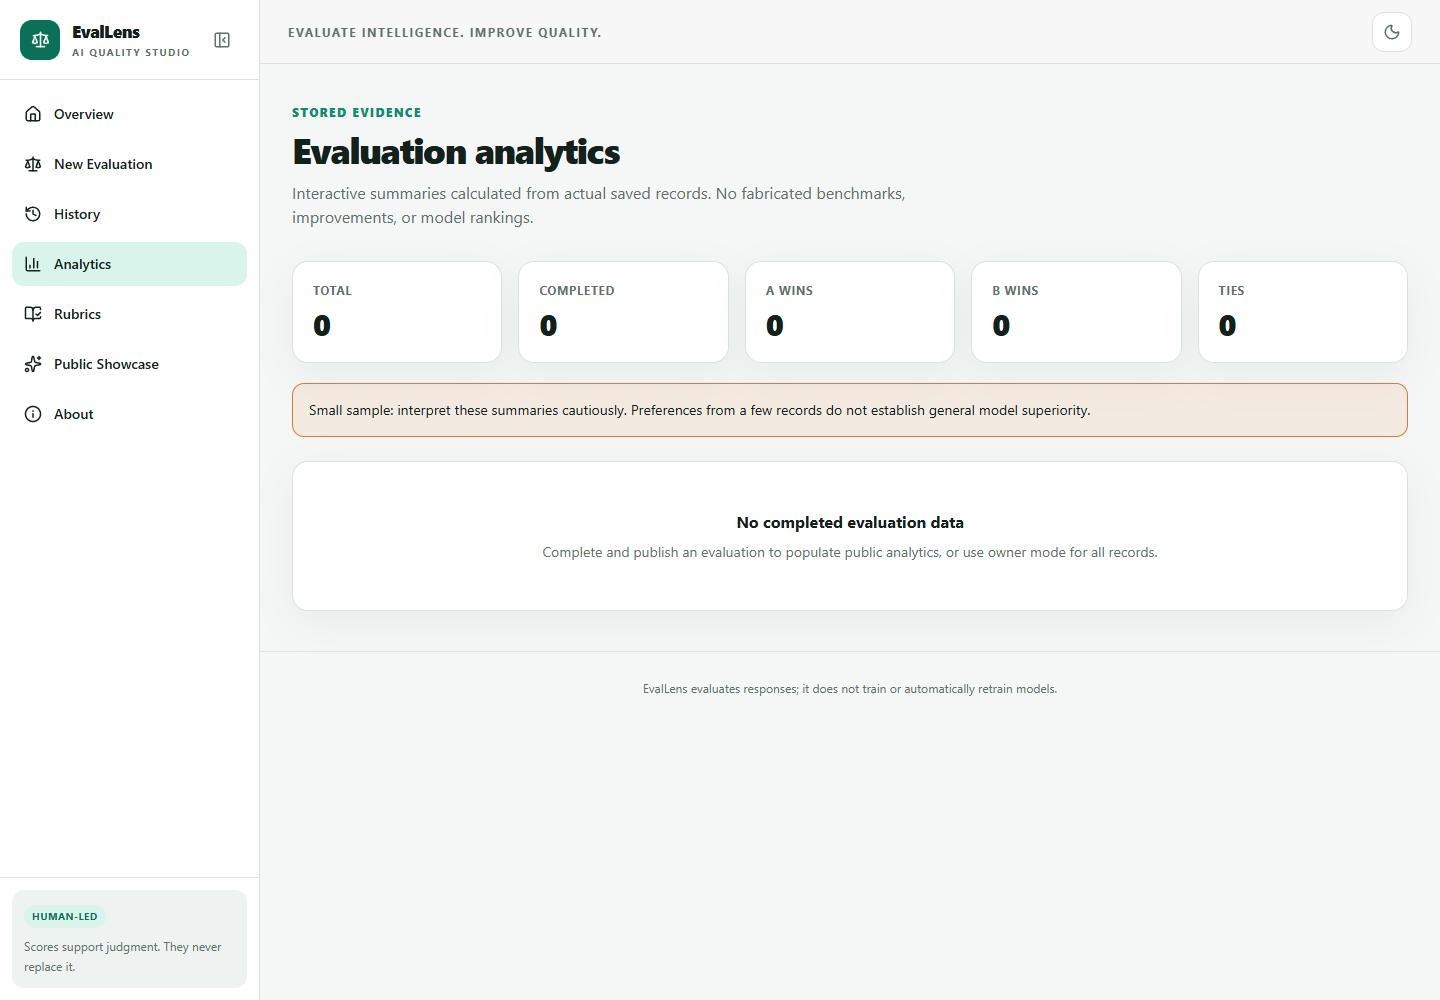 EvalLens
AI QUALITY STUDIO
Overview
New Evaluation
History
Analytics
Rubrics
Public Showcase
About
HUMAN-LED
Scores support judgment. They never
replace it.
EVALUATE INTELLIGENCE. IMPROVE QUALITY.
STORED EVIDENCE
Evaluation analytics
Interactive summaries calculated from actual saved records. No fabricated benchmarks,
improvements, or model rankings.
TOTAL
0
COMPLETED
0
A WINS
0
B WINS
0
TIES
0
Small sample: interpret these summaries cautiously. Preferences from a few records do not establish general model superiority.
No completed evaluation data
Complete and publish an evaluation to populate public analytics, or use owner mode for all records.
EvalLens evaluates responses; it does not train or automatically retrain models.